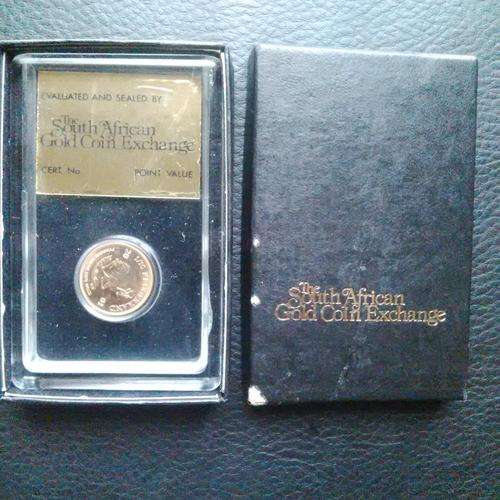 EVALUATED AND SEALED BY
The
South African
Gold Coin Exchange
CERT. No. POINT VALUE
The
South African
Gold Coin Exchange